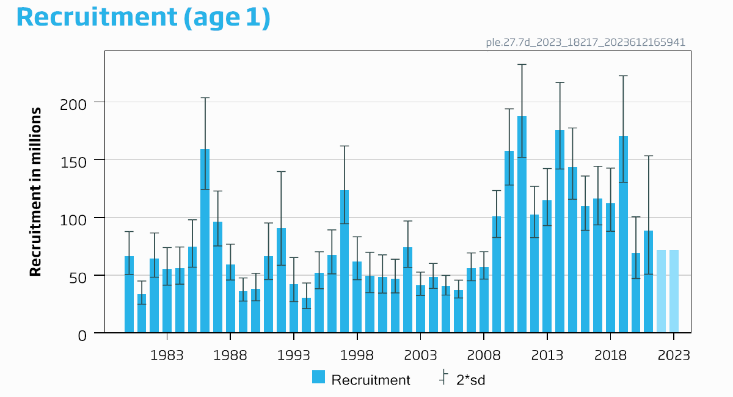 Recruitment (age 1)
ple.27.7d_2023_18217_2023612165941
Recruitment in millions
200
150
100
50
0
1983 1988 1993 1998 2003 2008 2013 2018 2023
Recruitment 2*sd